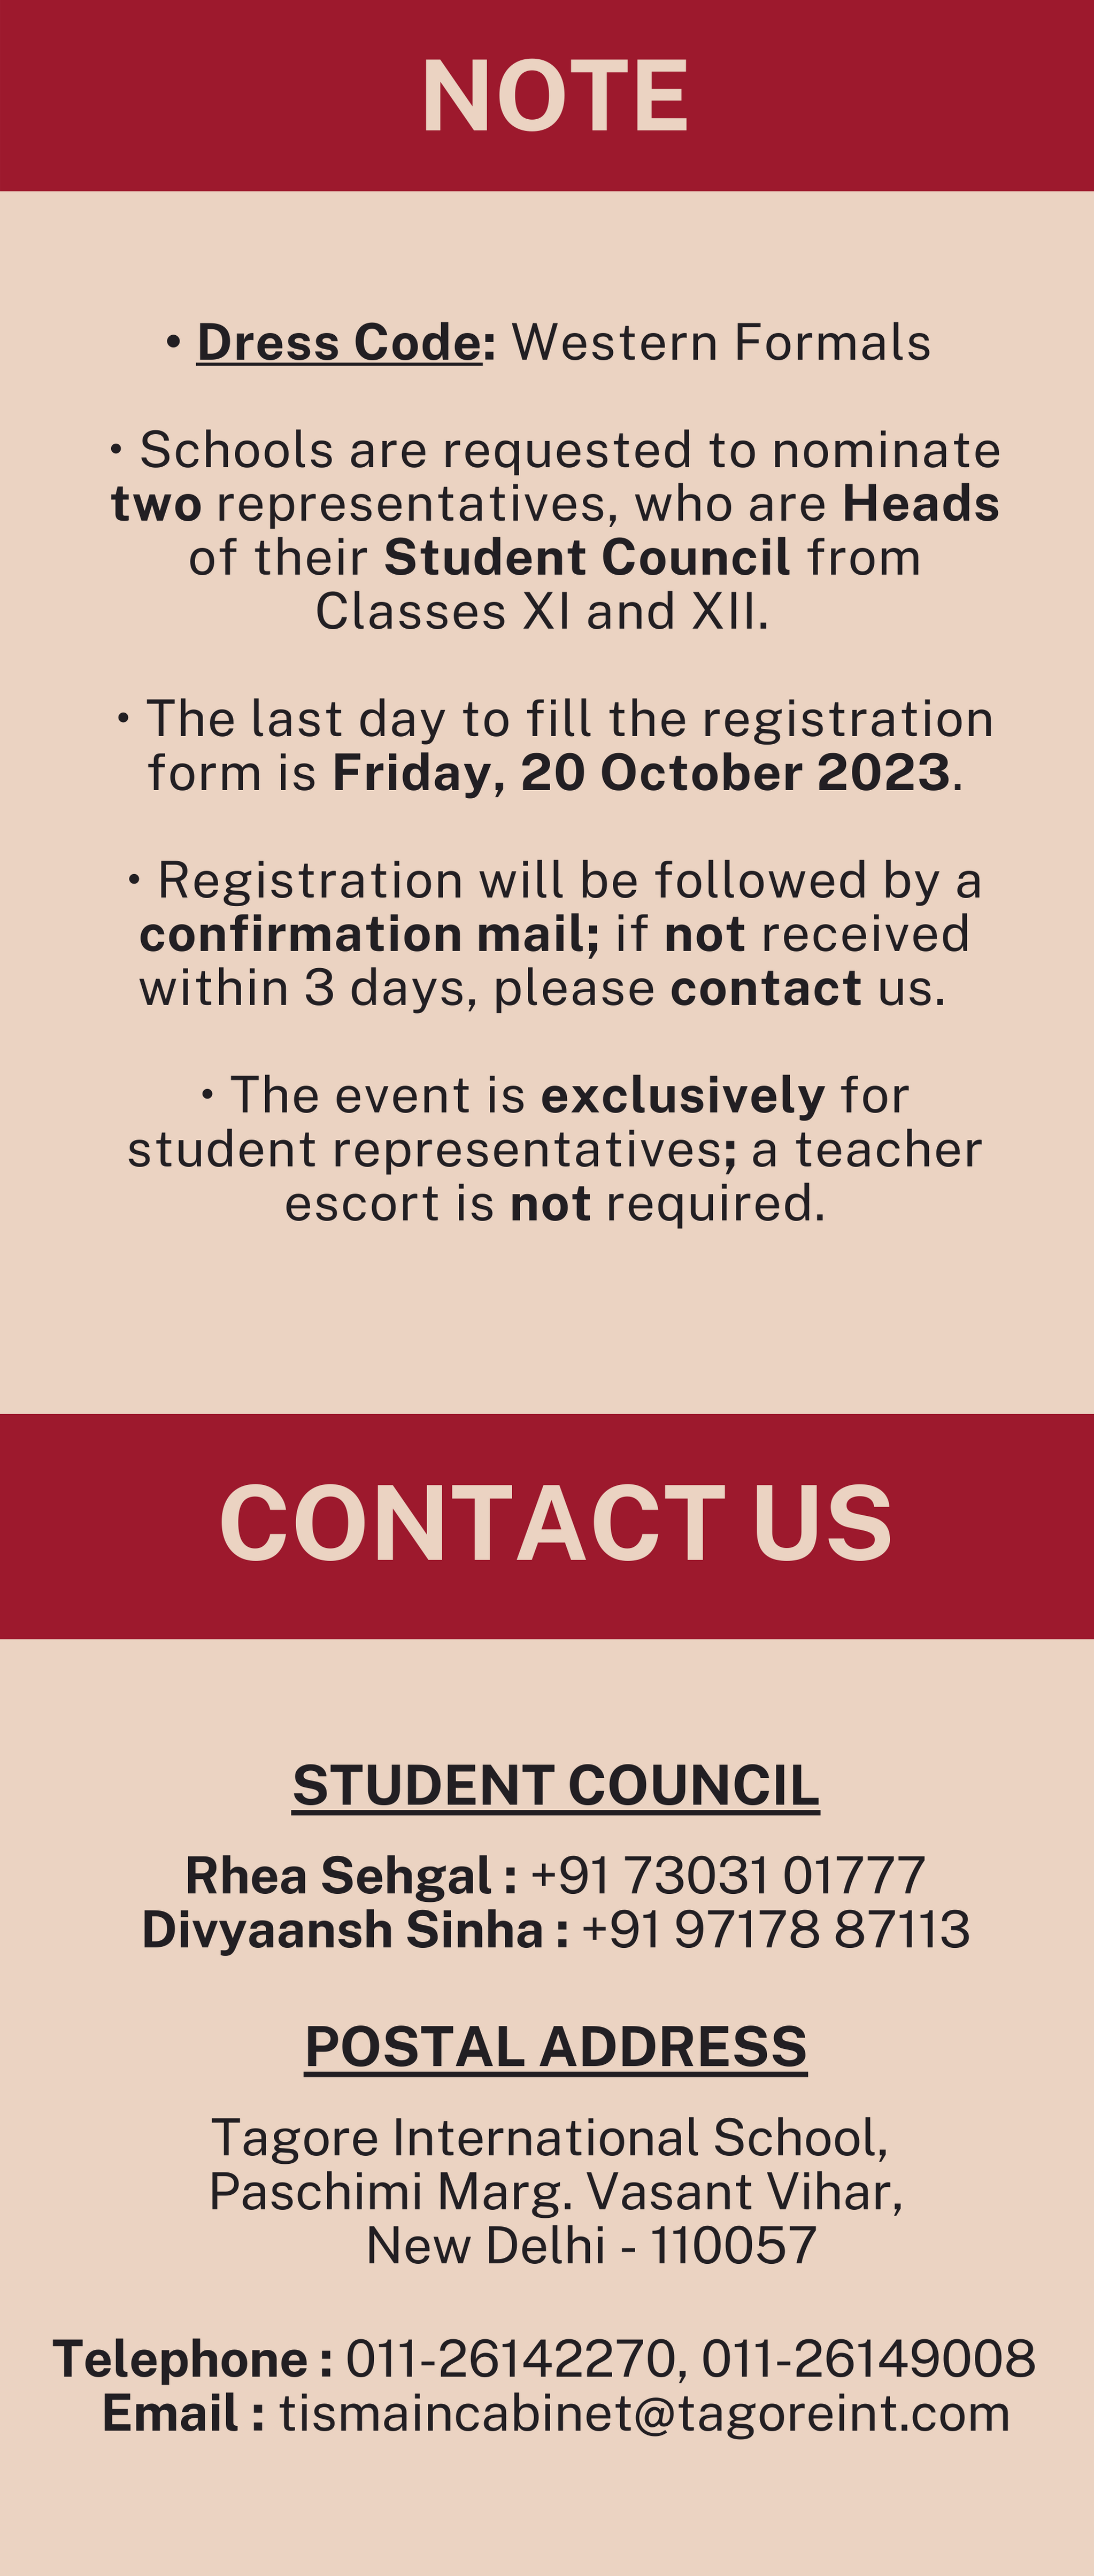 NOTE
• Dress Code: Western Formals
• Schools are requested to nominate
two representatives, who are Heads
of their Student Council from
Classes XI and XII.
• The last day to fill the registration
form is Friday, 20 October 2023.
• Registration will be followed by a
confirmation mail; if not received
within 3 days, please contact us.
• The event is exclusively for
student representatives; a teacher
escort is not required.
CONTACT US
STUDENT COUNCIL
Rhea Sehgal : +91 73031 01777
Divyaansh Sinha : +91 97178 87113
POSTAL ADDRESS
Tagore International School,
Paschimi Marg. Vasant Vihar,
New Delhi - 110057
Telephone : 011-26142270, 011-26149008
Email : tismaincabinet@tagoreint.com